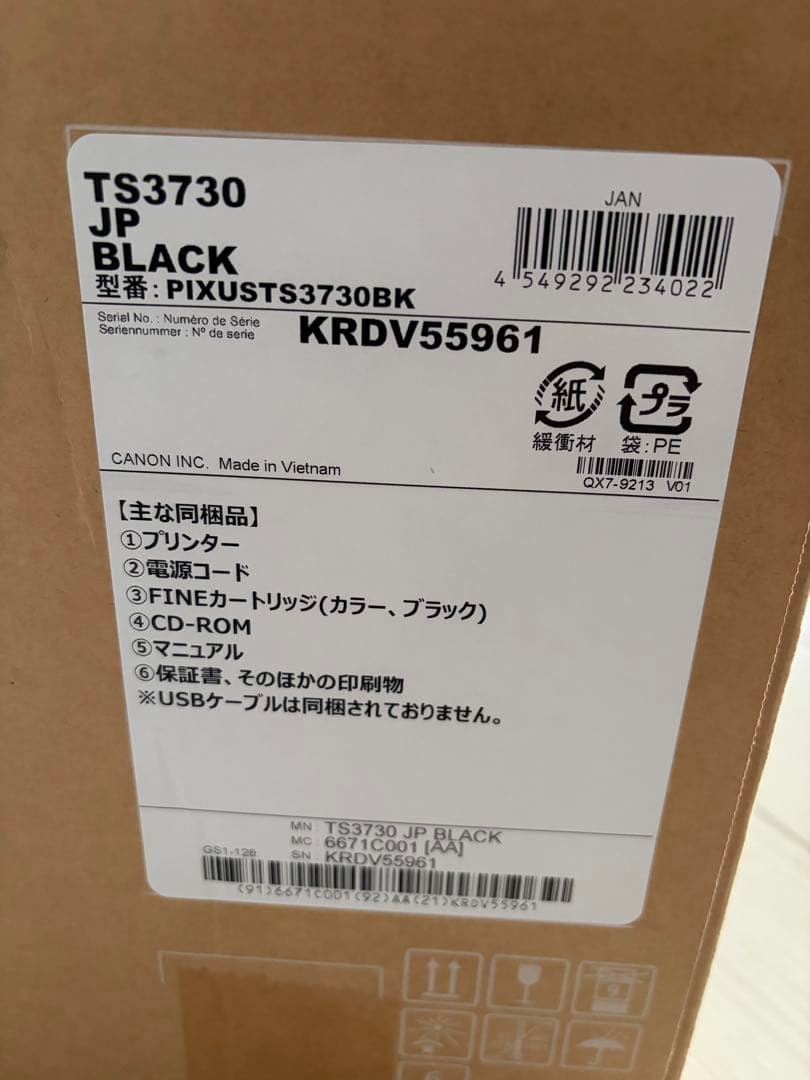 TS3730
JP
BLACK
型番：PIXUSTS3730BK
JAN
4 549292 234022
Serial No. : Numéro de Série
Seriennummer : Nº de serie
KRDV55961
紙
プラ
緩衝材
袋：PE
CANON INC. Made in Vietnam
QX7-9213 V01
【主な同梱品】
①プリンター
②電源コード
③FINEカートリッジ(カラー、ブラック)
④CD-ROM
⑤マニュアル
⑥保証書、そのほかの印刷物
※USBケーブルは同梱されておりません。
MN TS3730 JP BLACK
MC 6671C001 [AA]
GS1-128
SN KRDV55961
(91)6671C001(92)AA(21)KRDV55961
9